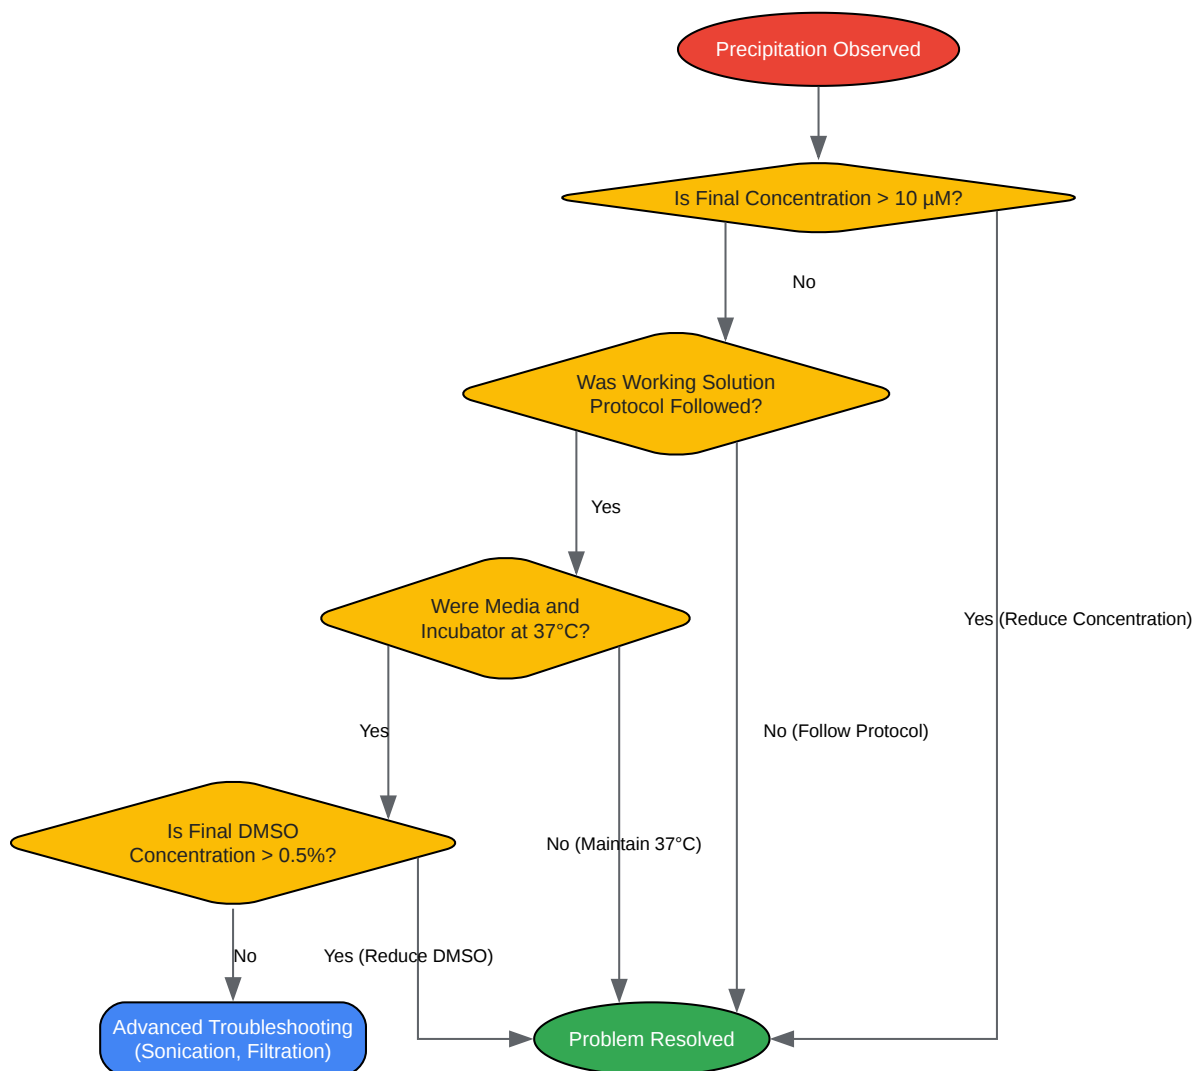 Precipitation Observed
Is Final Concentration > 10 µM?
No
Was Working Solution
Protocol Followed?
Yes
Were Media and
Incubator at 37°C?
Yes (Reduce Concentration)
Yes
No (Follow Protocol)
Is Final DMSO
Concentration > 0.5%?
No (Maintain 37°C)
No
Yes (Reduce DMSO)
Advanced Troubleshooting
(Sonication, Filtration)
Problem Resolved